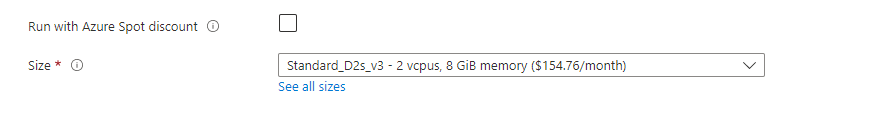 Run with Azure Spot discount
Size *
Standard_D2s_v3 - 2 vcpus, 8 GiB memory ($154.76/month)
See all sizes